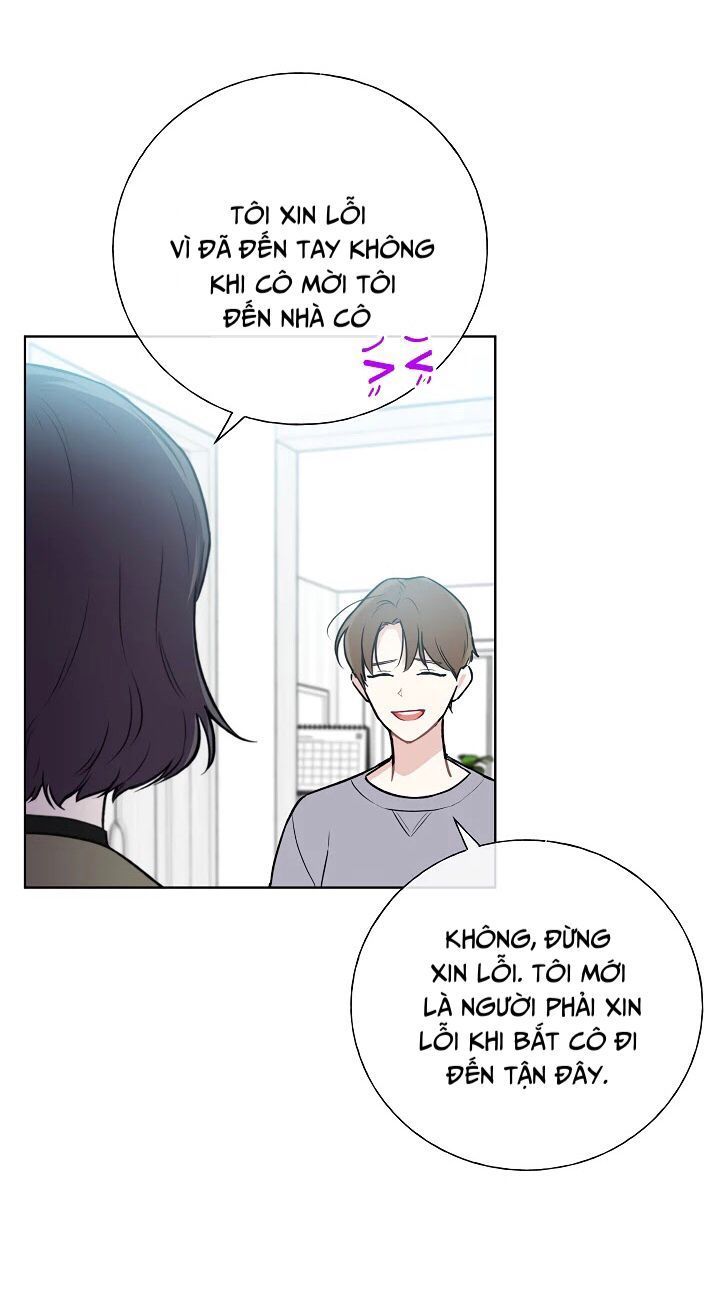 TÔI XIN LỖI
VÌ ĐÃ ĐẾN TAY KHÔNG
KHI CÔ MỜI TÔI
ĐẾN NHÀ CÔ
KHÔNG, ĐỪNG
XIN LỖI. TÔI MỚI
LÀ NGƯỜI PHẢI XIN
LỖI KHI BẮT CÔ ĐI
ĐẾN TẬN ĐÂY.